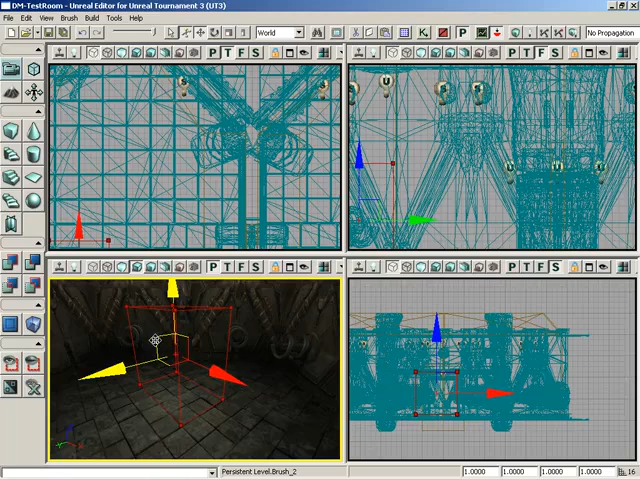 DM-TestRoom - Unreal Editor for Unreal Tournament 3 (UT3)
File Edit View Brush Build Tools Help
World P No Propagation
P T F S
P T F S
P T F S
P T F S
Persistent Level.Brush_2 1.0000 1.0000 1.0000 1.0000 16